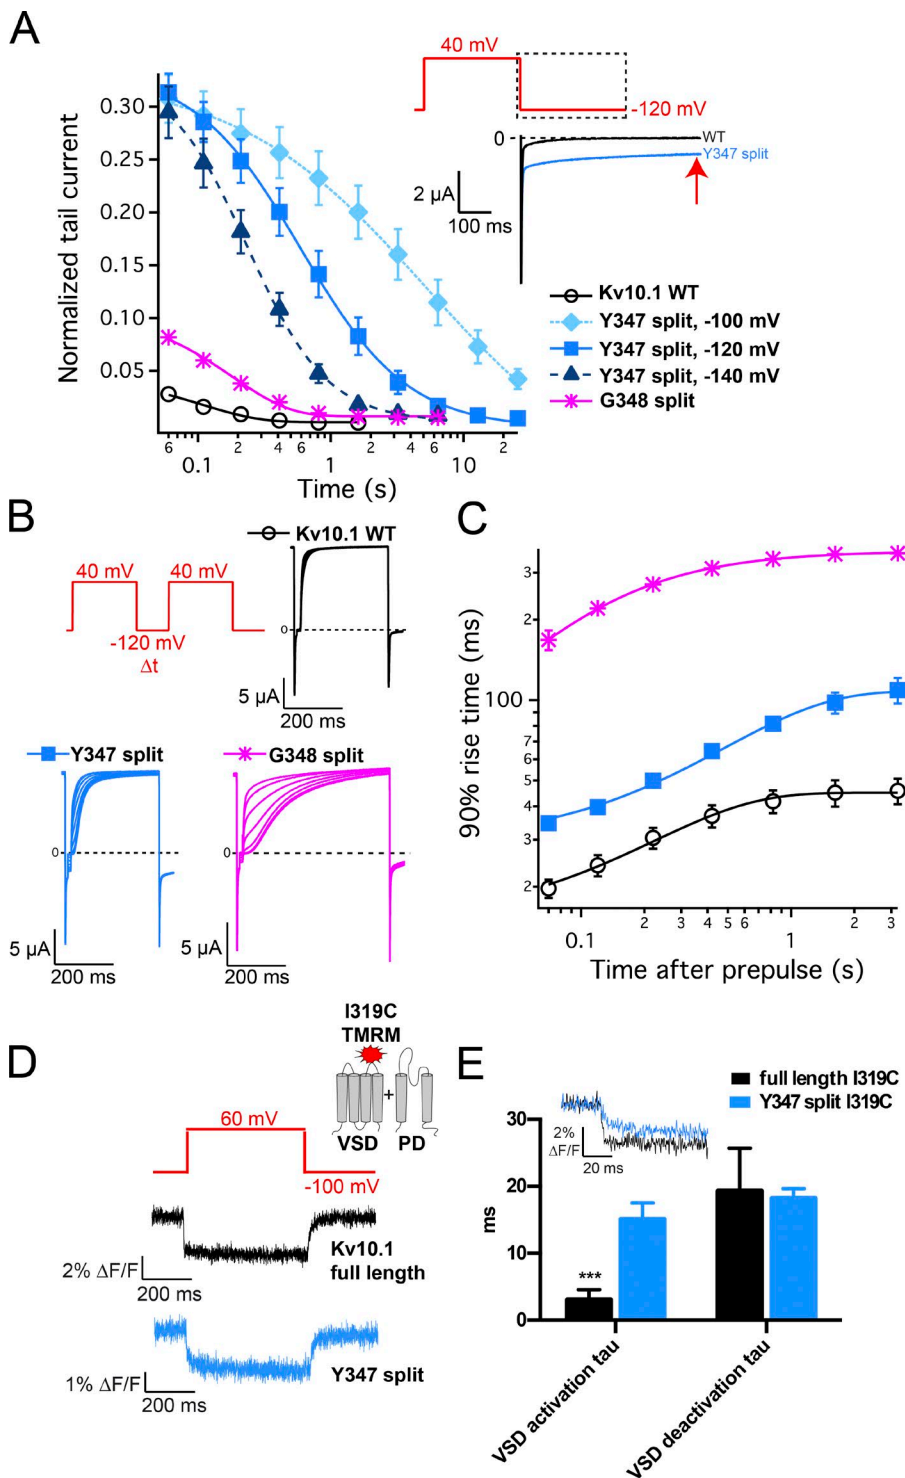 A
40 mV
-120 mV
0
WT
Y347 split
2 µA
100 ms
Normalized tail current
0.30
0.25
0.20
0.15
0.10
0.05
6 2 4 6 2 4 6 2
0.1 1 10
Time (s)
Kv10.1 WT
Y347 split, -100 mV
Y347 split, -120 mV
Y347 split, -140 mV
G348 split
B
40 mV 40 mV
-120 mV
Δt
Kv10.1 WT
0
5 µA
200 ms
Y347 split
0
5 µA
200 ms
G348 split
0
5 µA
200 ms
C
90% rise time (ms)
3
2
100
7
6
5
4
3
2
2 3 4 5 6 2 3
0.1 1
Time after prepulse (s)
D
I319C
TMRM
+
VSD PD
60 mV
-100 mV
Kv10.1
full length
2% ΔF/F
200 ms
Y347 split
1% ΔF/F
200 ms
E
full length I319C
Y347 split I319C
2%
ΔF/F
20 ms
ms
30
20
10
0
***
VSD activation tau
VSD deactivation tau